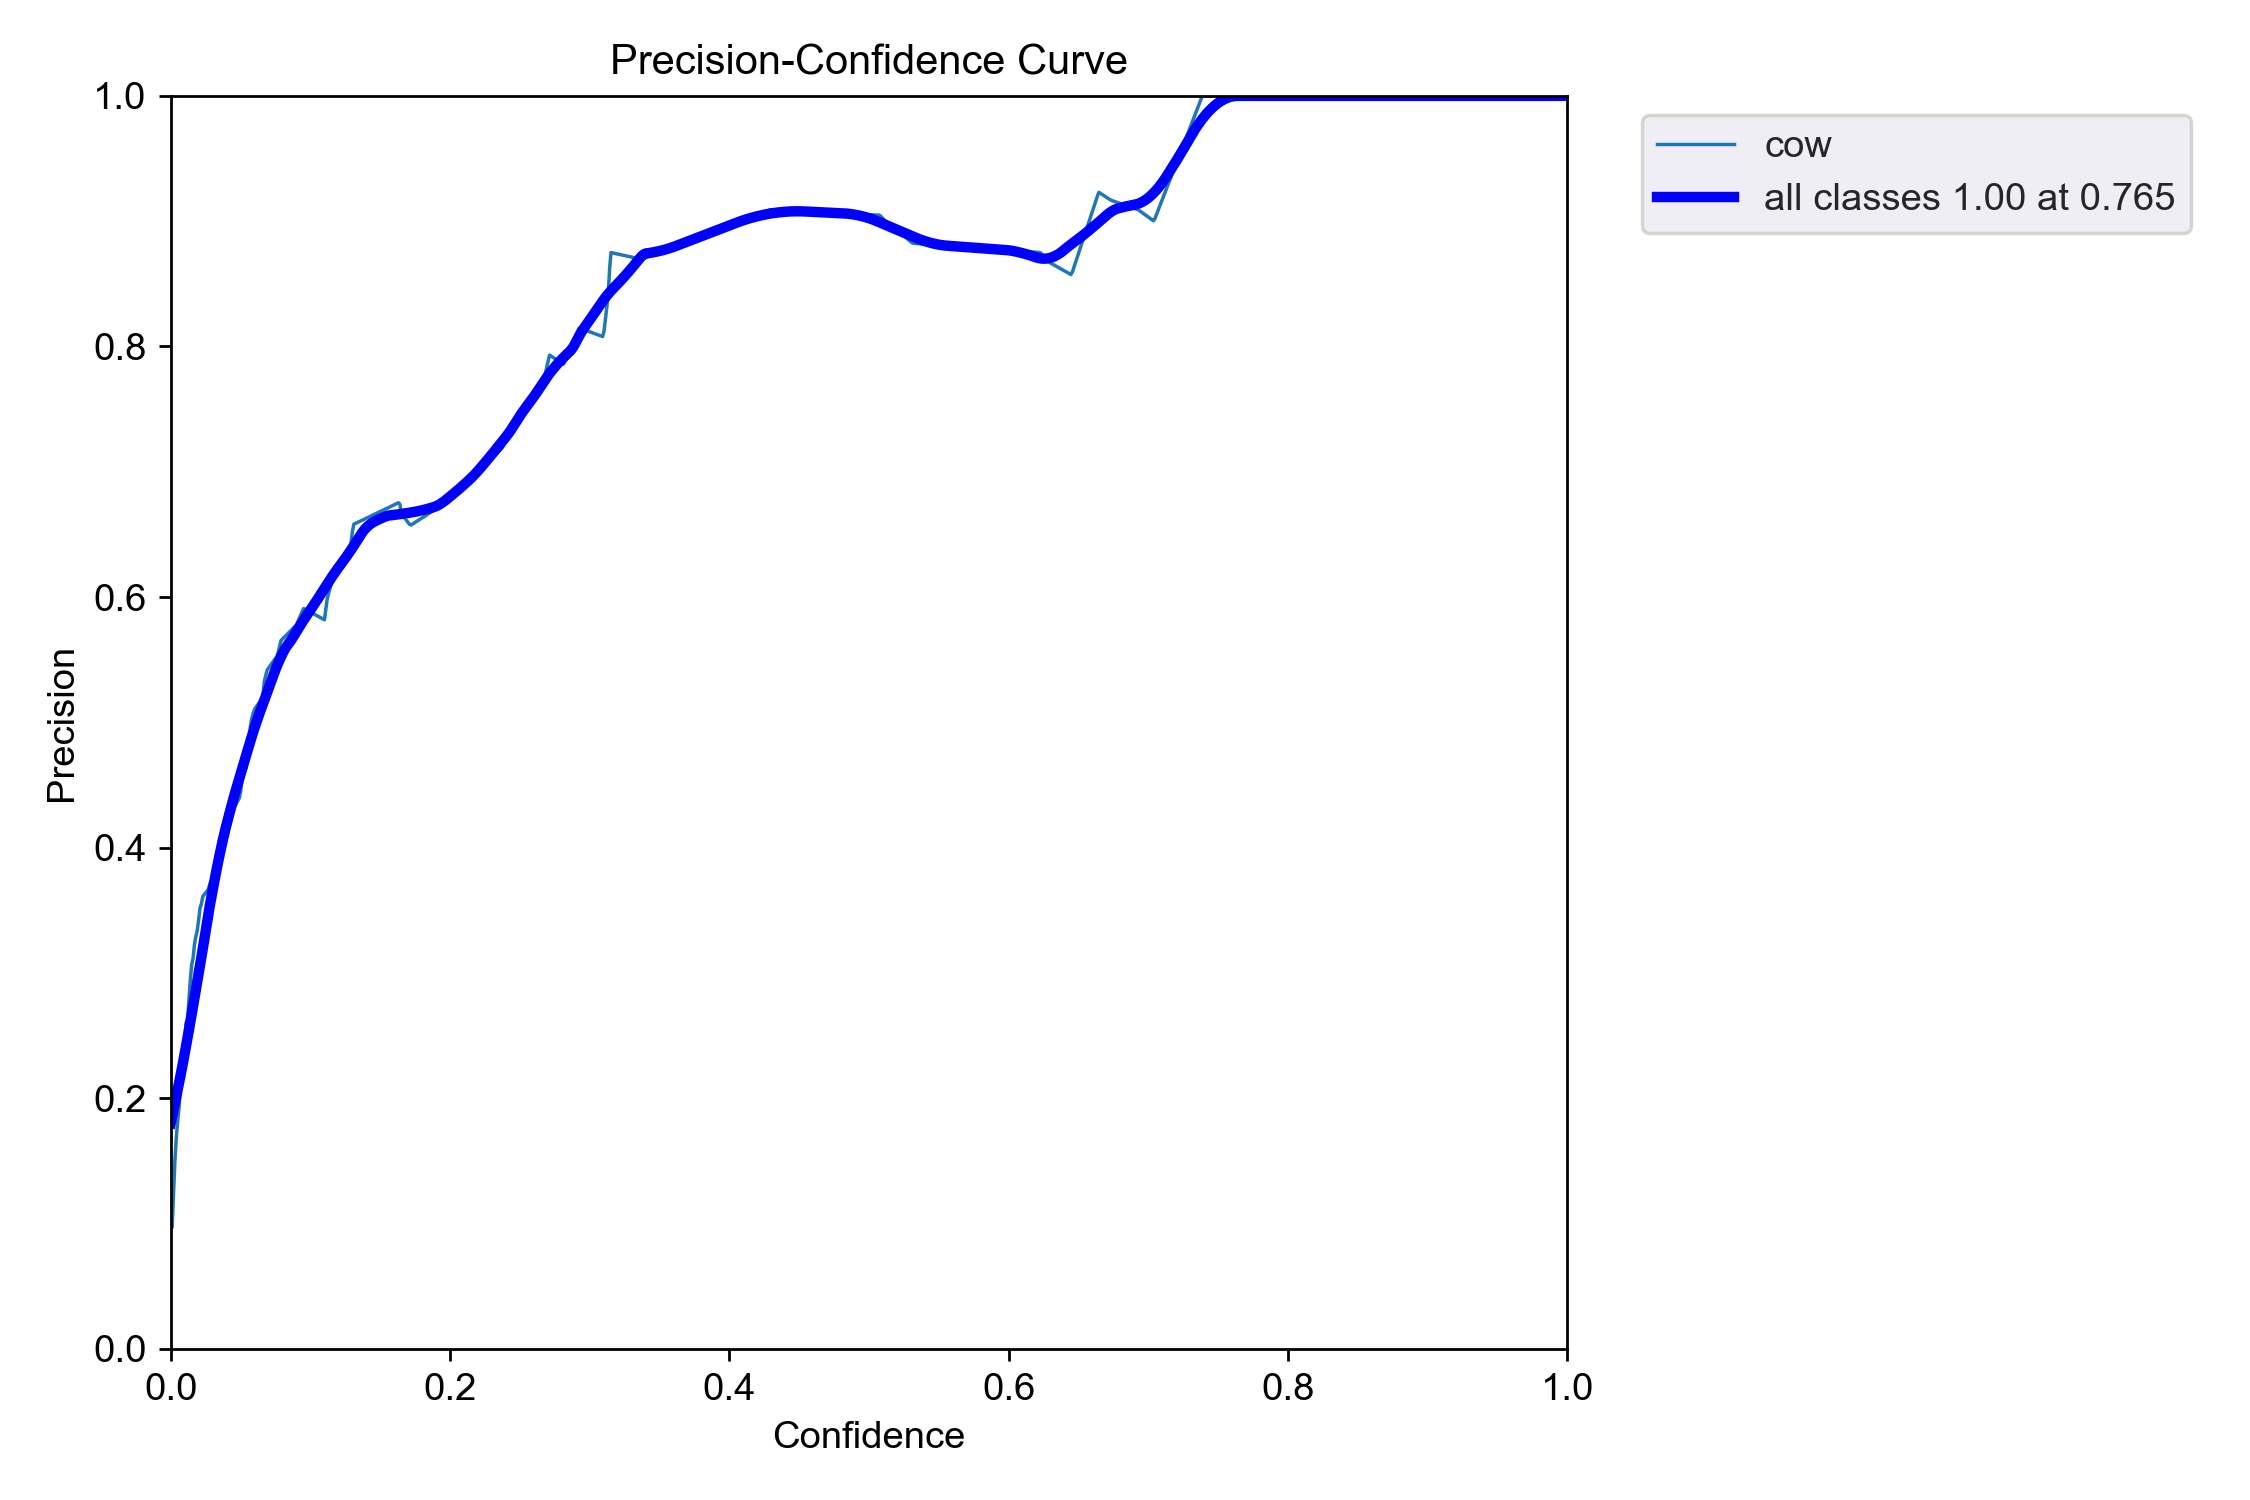 Precision-Confidence Curve
1.0
0.8
0.6
0.4
0.2
0.0
Precision
0.0 0.2 0.4 0.6 0.8 1.0
Confidence
cow
all classes 1.00 at 0.765